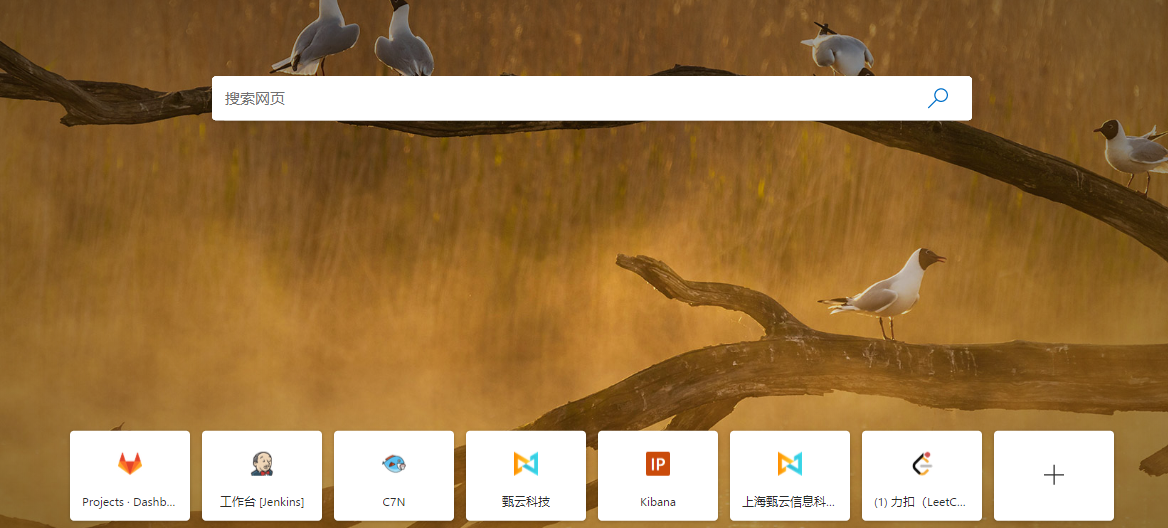 搜索网页
Projects · Dashb...
工作台 [Jenkins]
C7N
甄云科技
IP
Kibana
上海甄云信息科...
(1) 力扣（LeetC...